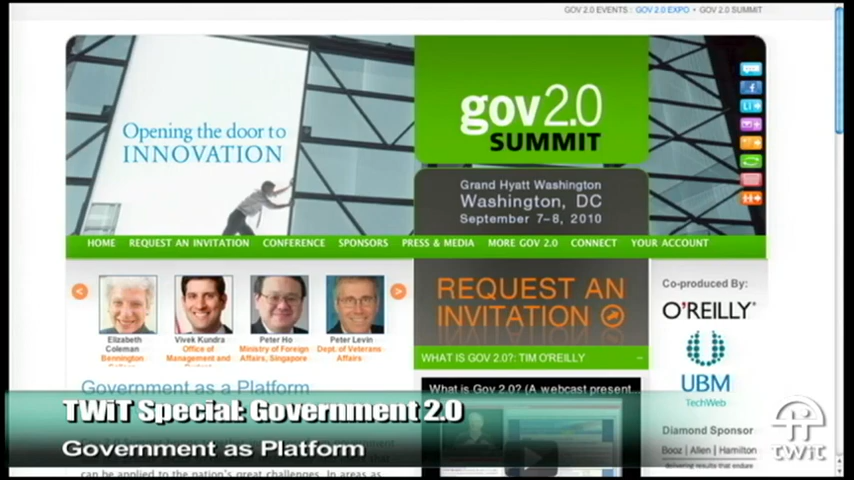 GOV 2.0 EVENTS : GOV 2.0 EXPO • GOV 2.0 SUMMIT
Opening the door to
INNOVATION
gov2.0
SUMMIT
Grand Hyatt Washington
Washington, DC
September 7–8, 2010
HOME REQUEST AN INVITATION CONFERENCE SPONSORS PRESS & MEDIA MORE GOV 2.0 CONNECT YOUR ACCOUNT
Elizabeth
Coleman
Bennington
Vivek Kundra
Office of
Management and
Peter Ho
Ministry of Foreign
Affairs, Singapore
Peter Levin
Dept. of Veterans
Affairs
REQUEST AN
INVITATION
WHAT IS GOV 2.0?: TIM O'REILLY
What is Gov 2.0? (A webcast present...
Co-produced By:
O'REILLY®
UBM
TechWeb
Diamond Sponsor
Booz | Allen | Hamilton
delivering results that endure
Government as a Platform
TWiT Special: Government 2.0
Government as Platform
can be applied to the nation's great challenges. In areas as
twit